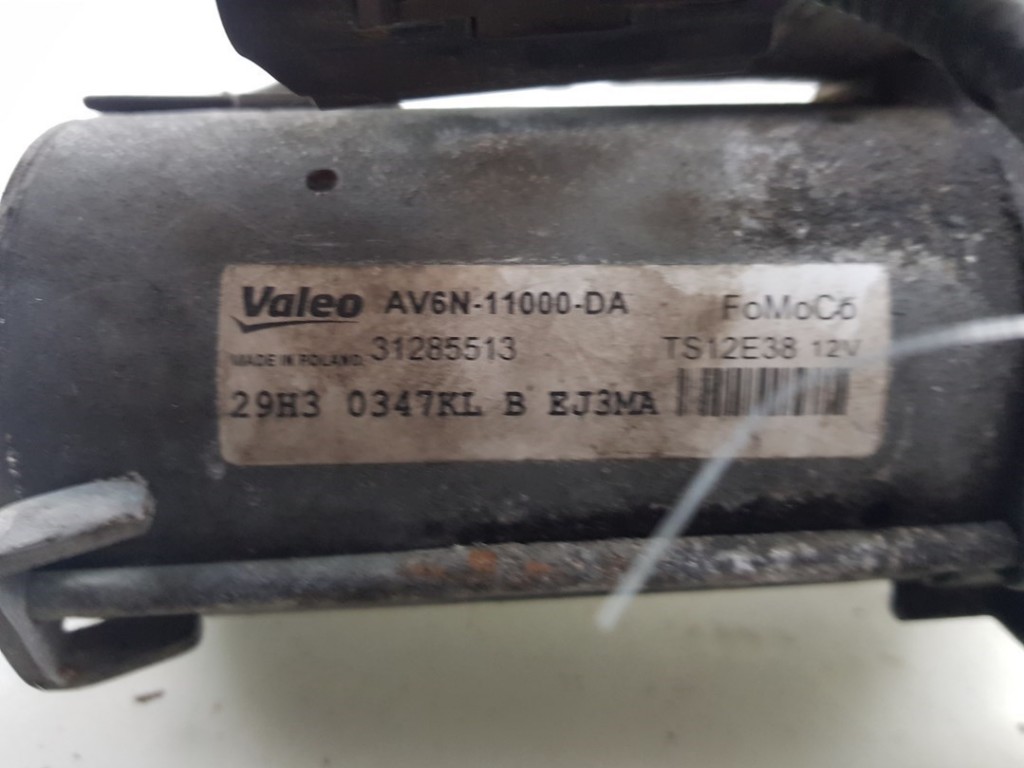 Valeo AV6N-11000-DA FoMoCo
MADE IN POLAND. 31285513 TS12E38 12V
29H3 0347KL B EJ3MA